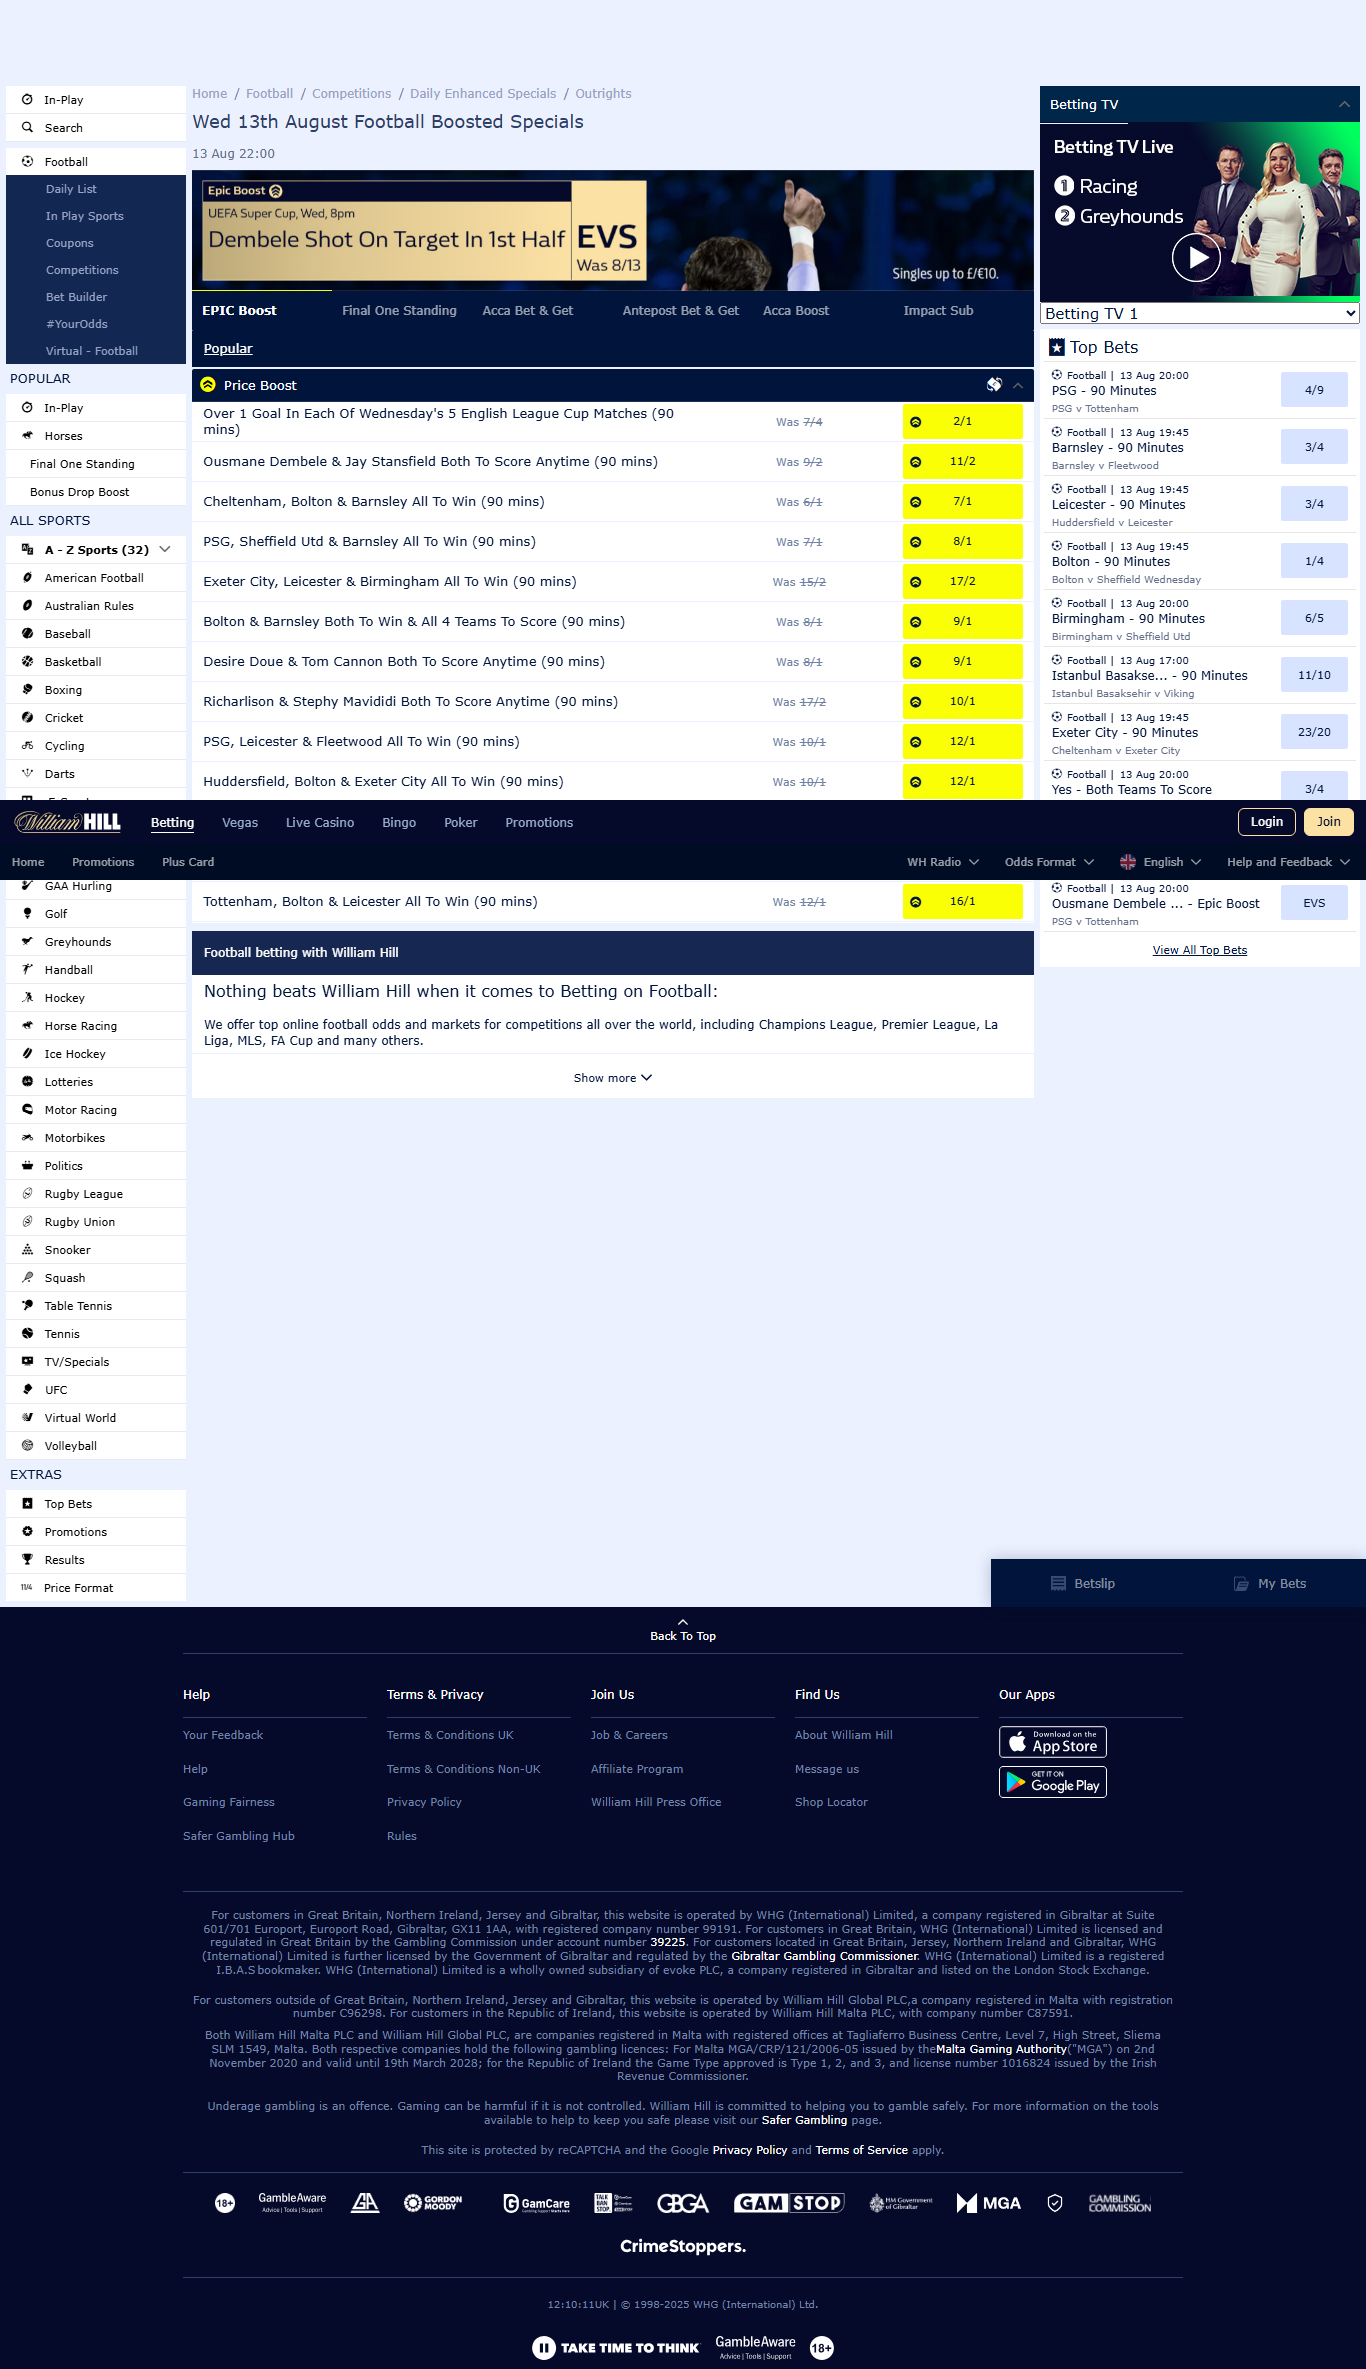 In-Play
Search
Football
Daily List
In Play Sports
Coupons
Competitions
Bet Builder
#YourOdds
Virtual - Football
POPULAR
In-Play
Horses
Final One Standing
Bonus Drop Boost
ALL SPORTS
A - Z Sports (32)
American Football
Australian Rules
Baseball
Basketball
Boxing
Cricket
Cycling
Darts
Home / Football / Competitions / Daily Enhanced Specials / Outrights
Wed 13th August Football Boosted Specials
13 Aug 22:00
Epic Boost
UEFA Super Cup, Wed, 8pm
Dembele Shot On Target In 1st Half
EVS
Was 8/13
Singles up to £/€10.
EPIC Boost Final One Standing Acca Bet & Get Antepost Bet & Get Acca Boost Impact Sub
Popular
Price Boost
Over 1 Goal In Each Of Wednesday's 5 English League Cup Matches (90
mins) Was 7/4 2/1
Ousmane Dembele & Jay Stansfield Both To Score Anytime (90 mins) Was 9/2 11/2
Cheltenham, Bolton & Barnsley All To Win (90 mins) Was 6/1 7/1
PSG, Sheffield Utd & Barnsley All To Win (90 mins) Was 7/1 8/1
Exeter City, Leicester & Birmingham All To Win (90 mins) Was 15/2 17/2
Bolton & Barnsley Both To Win & All 4 Teams To Score (90 mins) Was 8/1 9/1
Desire Doue & Tom Cannon Both To Score Anytime (90 mins) Was 8/1 9/1
Richarlison & Stephy Mavididi Both To Score Anytime (90 mins) Was 17/2 10/1
PSG, Leicester & Fleetwood All To Win (90 mins) Was 10/1 12/1
Huddersfield, Bolton & Exeter City All To Win (90 mins) Was 10/1 12/1
Betting TV
Betting TV Live
1 Racing
2 Greyhounds
Betting TV 1
Top Bets
Football | 13 Aug 20:00
PSG - 90 Minutes 4/9
PSG v Tottenham
Football | 13 Aug 19:45
Barnsley - 90 Minutes 3/4
Barnsley v Fleetwood
Football | 13 Aug 19:45
Leicester - 90 Minutes 3/4
Huddersfield v Leicester
Football | 13 Aug 19:45
Bolton - 90 Minutes 1/4
Bolton v Sheffield Wednesday
Football | 13 Aug 20:00
Birmingham - 90 Minutes 6/5
Birmingham v Sheffield Utd
Football | 13 Aug 17:00
Istanbul Basakse... - 90 Minutes 11/10
Istanbul Basaksehir v Viking
Football | 13 Aug 19:45
Exeter City - 90 Minutes 23/20
Cheltenham v Exeter City
Football | 13 Aug 20:00
Yes - Both Teams To Score 3/4
William HILL Betting Vegas Live Casino Bingo Poker Promotions Login Join
Home Promotions Plus Card WH Radio Odds Format English Help and Feedback
GAA Hurling
Golf
Greyhounds
Handball
Hockey
Horse Racing
Ice Hockey
Lotteries
Motor Racing
Motorbikes
Politics
Rugby League
Rugby Union
Snooker
Squash
Table Tennis
Tennis
TV/Specials
UFC
Virtual World
Volleyball
EXTRAS
Top Bets
Promotions
Results
11/4 Price Format
Tottenham, Bolton & Leicester All To Win (90 mins) Was 12/1 16/1
Football betting with William Hill
Nothing beats William Hill when it comes to Betting on Football:
We offer top online football odds and markets for competitions all over the world, including Champions League, Premier League, La
Liga, MLS, FA Cup and many others.
Show more
Football | 13 Aug 20:00
Ousmane Dembele ... - Epic Boost EVS
PSG v Tottenham
View All Top Bets
Betslip My Bets
Back To Top
Help
Your Feedback
Help
Gaming Fairness
Safer Gambling Hub
Terms & Privacy
Terms & Conditions UK
Terms & Conditions Non-UK
Privacy Policy
Rules
Join Us
Job & Careers
Affiliate Program
William Hill Press Office
Find Us
About William Hill
Message us
Shop Locator
Our Apps
Download on the
App Store
GET IT ON
Google Play
For customers in Great Britain, Northern Ireland, Jersey and Gibraltar, this website is operated by WHG (International) Limited, a company registered in Gibraltar at Suite
601/701 Europort, Europort Road, Gibraltar, GX11 1AA, with registered company number 99191. For customers in Great Britain, WHG (International) Limited is licensed and
regulated in Great Britain by the Gambling Commission under account number 39225. For customers located in Great Britain, Jersey, Northern Ireland and Gibraltar, WHG
(International) Limited is further licensed by the Government of Gibraltar and regulated by the Gibraltar Gambling Commissioner. WHG (International) Limited is a registered
I.B.A.S bookmaker. WHG (International) Limited is a wholly owned subsidiary of evoke PLC, a company registered in Gibraltar and listed on the London Stock Exchange.
For customers outside of Great Britain, Northern Ireland, Jersey and Gibraltar, this website is operated by William Hill Global PLC,a company registered in Malta with registration
number C96298. For customers in the Republic of Ireland, this website is operated by William Hill Malta PLC, with company number C87591.
Both William Hill Malta PLC and William Hill Global PLC, are companies registered in Malta with registered offices at Tagliaferro Business Centre, Level 7, High Street, Sliema
SLM 1549, Malta. Both respective companies hold the following gambling licences: For Malta MGA/CRP/121/2006-05 issued by theMalta Gaming Authority("MGA") on 2nd
November 2020 and valid until 19th March 2028; for the Republic of Ireland the Game Type approved is Type 1, 2, and 3, and license number 1016824 issued by the Irish
Revenue Commissioner.
Underage gambling is an offence. Gaming can be harmful if it is not controlled. William Hill is committed to helping you to gamble safely. For more information on the tools
available to help to keep you safe please visit our Safer Gambling page.
This site is protected by reCAPTCHA and the Google Privacy Policy and Terms of Service apply.
18+ GambleAware Advice | Tools | Support GA GORDON MOODY GamCare TALK BAN STOP GBGA GAMSTOP HM Government of Gibraltar MGA GAMBLING COMMISSION
CrimeStoppers.
12:10:11UK | © 1998-2025 WHG (International) Ltd.
TAKE TIME TO THINK GambleAware Advice | Tools | Support 18+